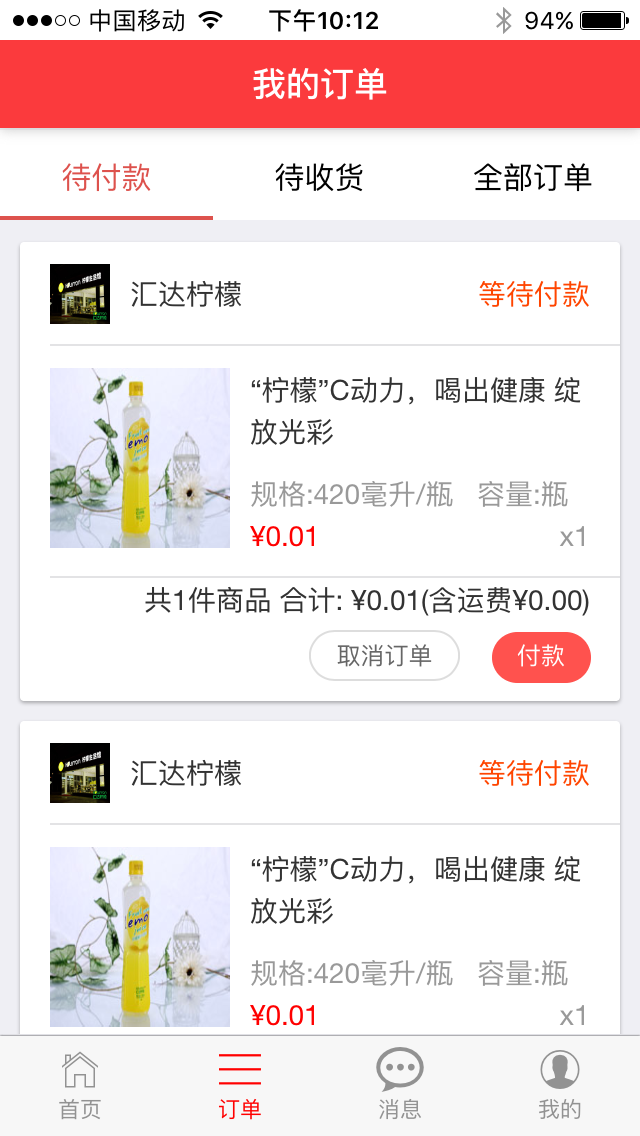 中国移动 下午10:12 94%
我的订单
待付款 待收货 全部订单
汇达柠檬 等待付款
“柠檬”C动力，喝出健康 绽
放光彩
规格:420毫升/瓶 容量:瓶
¥0.01 x1
共1件商品 合计: ¥0.01(含运费¥0.00)
取消订单 付款
汇达柠檬 等待付款
“柠檬”C动力，喝出健康 绽
放光彩
规格:420毫升/瓶 容量:瓶
¥0.01 x1
首页 订单 消息 我的